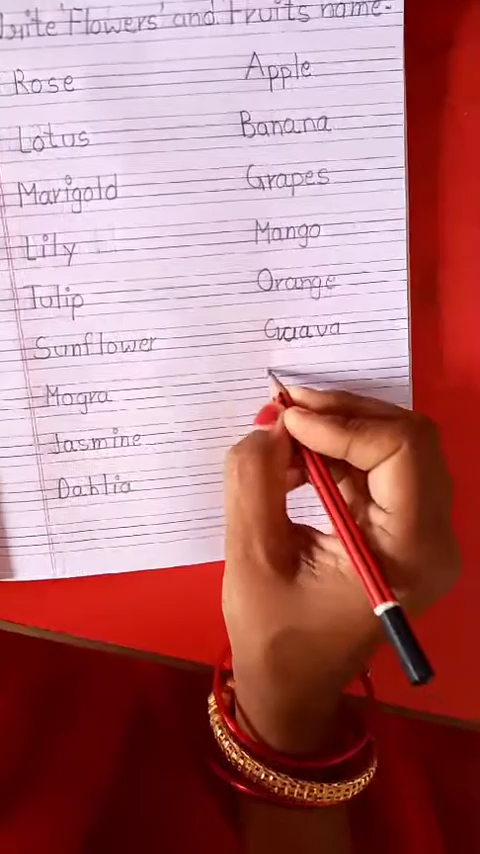 Write 'Flowers' and Fruits name-
Rose Apple
Lotus Banana
Marigold Grapes
Lily Mango
Tulip Orange
Sunflower Guava
Mogra
Jasmine
Dahlia